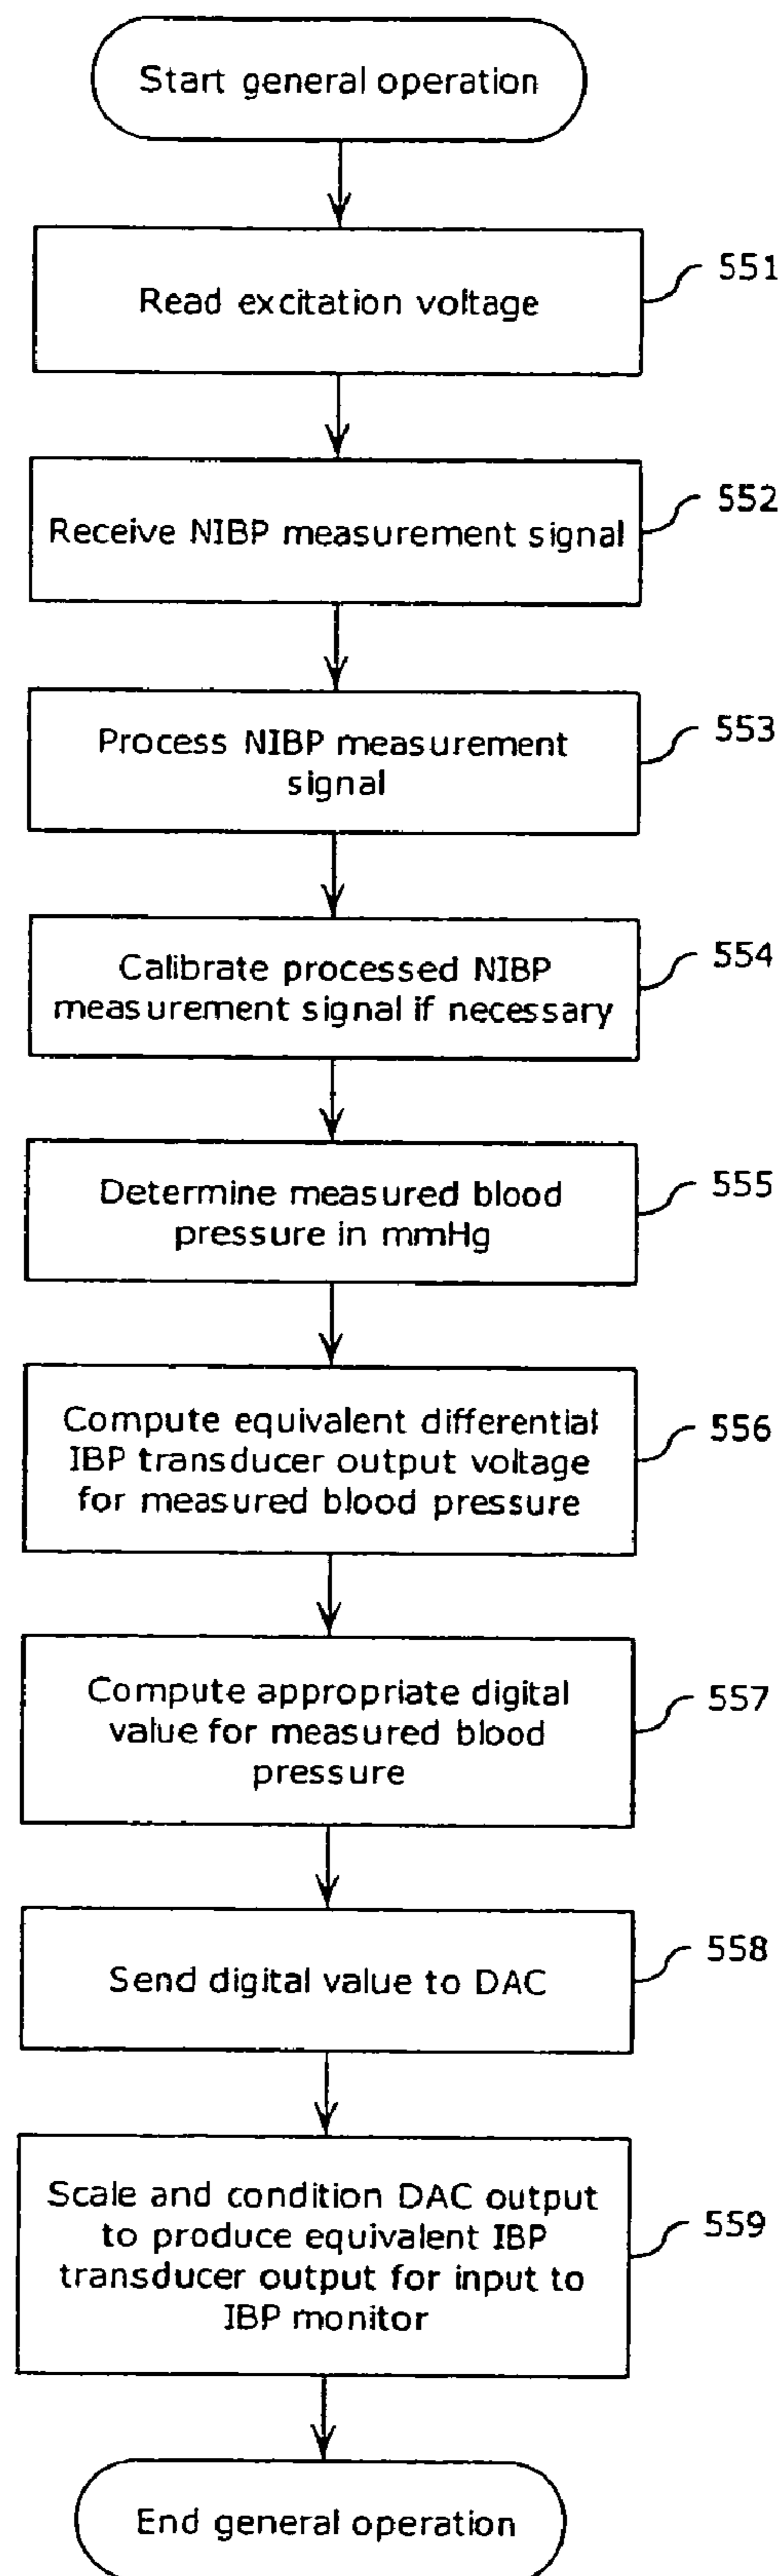 Start general operation
Read excitation voltage
551
Receive NIBP measurement signal
552
Process NIBP measurement
signal
553
Calibrate processed NIBP
measurement signal if necessary
554
Determine measured blood
pressure in mmHg
555
Compute equivalent differential
IBP transducer output voltage
for measured blood pressure
556
Compute appropriate digital
value for measured blood
pressure
557
Send digital value to DAC
558
Scale and condition DAC output
to produce equivalent IBP
transducer output for input to
IBP monitor
559
End general operation